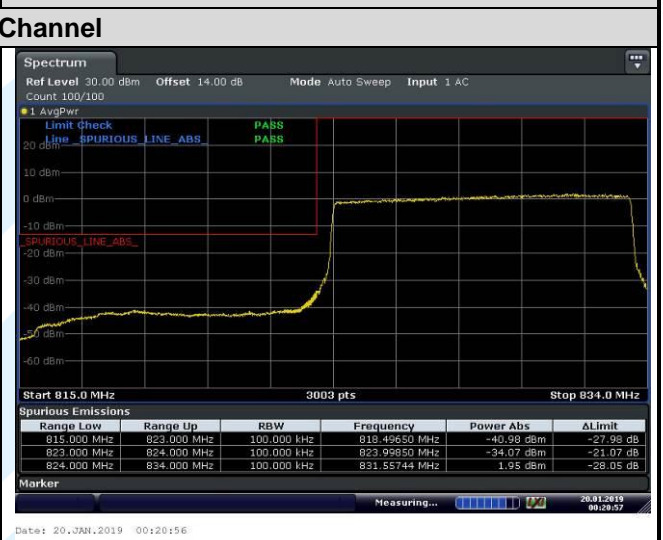 Channel
Spectrum
Ref Level 30.00 dBm Offset 14.00 dB Mode Auto Sweep Input 1 AC
Count 100/100
1 AvgPwr
Limit Check PASS
Line _SPURIOUS_LINE_ABS_ PASS
20 dBm
10 dBm
0 dBm
-10 dBm
_SPURIOUS_LINE_ABS_
-20 dBm
-30 dBm
-40 dBm
-50 dBm
-60 dBm
Start 815.0 MHz 3003 pts Stop 834.0 MHz
Spurious Emissions
Range Low Range Up RBW Frequency Power Abs ΔLimit
815.000 MHz 823.000 MHz 100.000 kHz 818.49650 MHz -40.98 dBm -27.98 dB
823.000 MHz 824.000 MHz 100.000 kHz 823.99850 MHz -34.07 dBm -21.07 dB
824.000 MHz 834.000 MHz 100.000 kHz 831.55744 MHz 1.95 dBm -28.05 dB
Marker
Measuring... 20.01.2019
00:20:57
Date: 20.JAN.2019 00:20:56